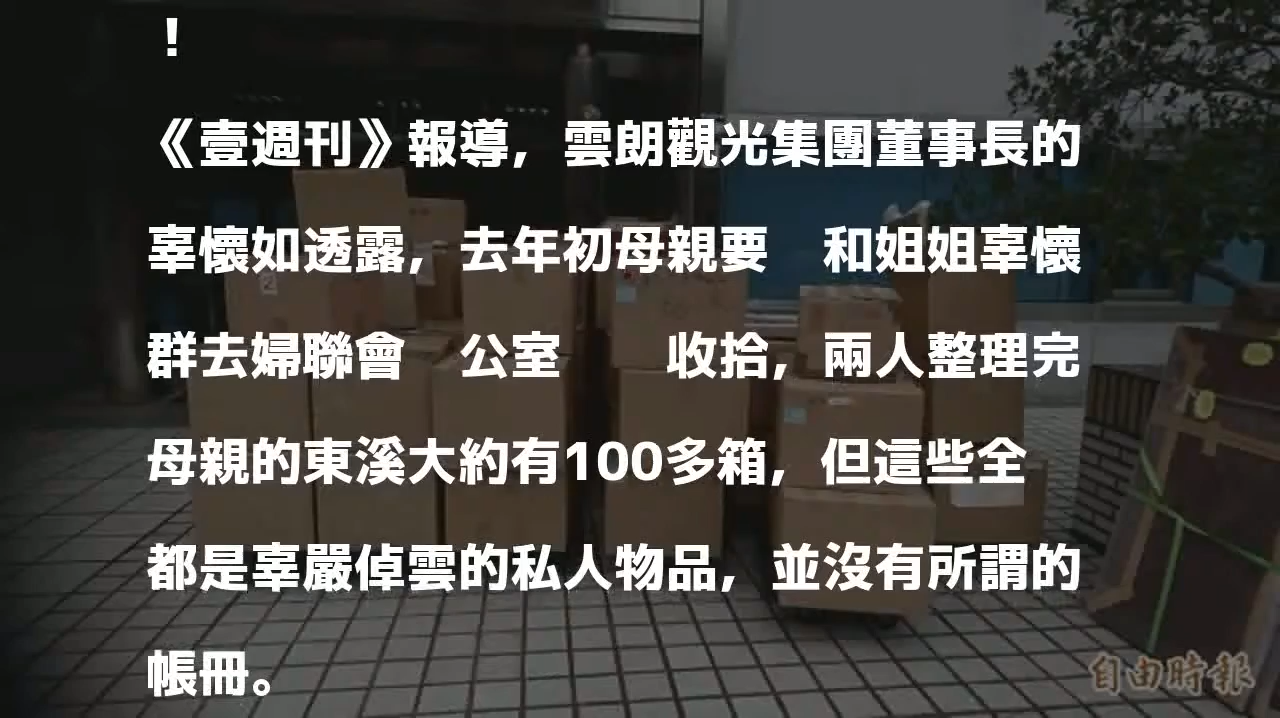 ！
《壹週刊》報導，雲朗觀光集團董事長的
辜懷如透露，去年初母親要　和姐姐辜懷
群去婦聯會　公室　　收拾，兩人整理完
母親的東溪大約有100多箱，但這些全
都是辜嚴倬雲的私人物品，並沒有所謂的
帳冊。
自由時報